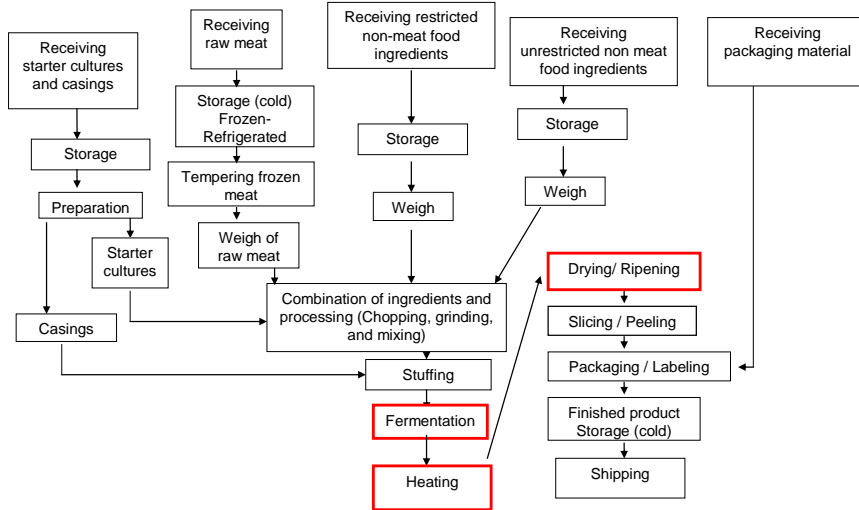 Receiving
starter cultures
and casings
Receiving
raw meat
Receiving restricted
non-meat food
ingredients
Receiving
unrestricted non meat
food ingredients
Receiving
packaging material
Storage (cold)
Frozen-
Refrigerated
Storage
Storage
Storage
Tempering frozen
meat
Weigh
Weigh
Preparation
Starter
cultures
Weigh of
raw meat
Casings
Combination of ingredients and
processing (Chopping, grinding,
and mixing)
Stuffing
Fermentation
Heating
Drying/ Ripening
Slicing / Peeling
Packaging / Labeling
Finished product
Storage (cold)
Shipping